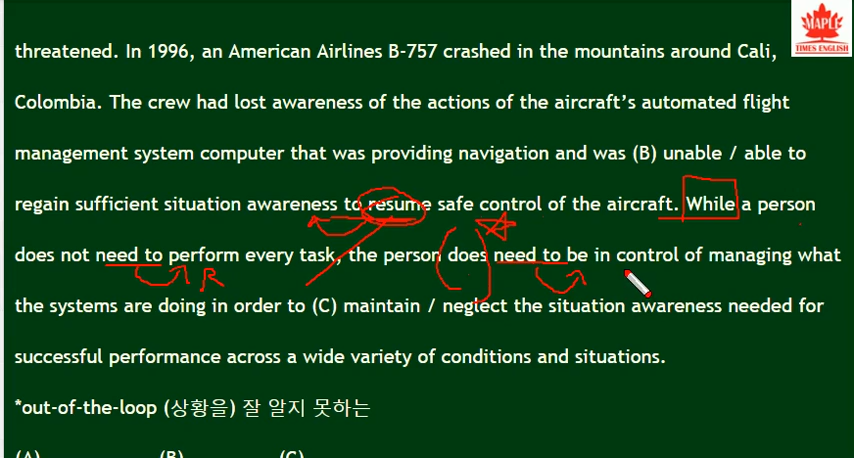 MAPLE
TIMES ENGLISH
threatened. In 1996, an American Airlines B-757 crashed in the mountains around Cali,
Colombia. The crew had lost awareness of the actions of the aircraft's automated flight
management system computer that was providing navigation and was (B) unable / able to
regain sufficient situation awareness to resume safe control of the aircraft. While a person
does not need to perform every task, the person does need to be in control of managing what
R
the systems are doing in order to (C) maintain / neglect the situation awareness needed for
successful performance across a wide variety of conditions and situations.
*out-of-the-loop (상황을) 잘 알지 못하는
(A) (B) (C)